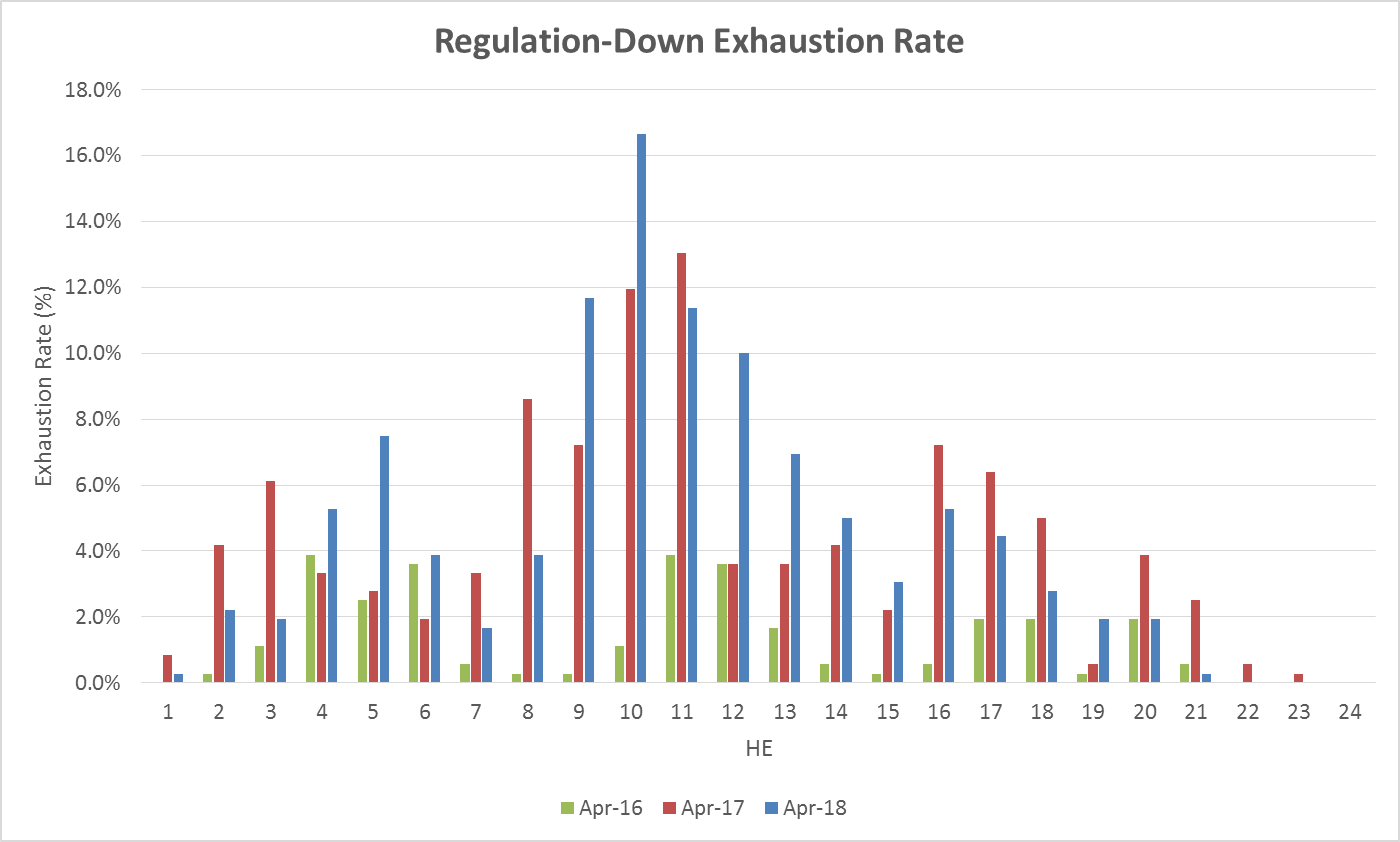 Regulation-Down Exhaustion Rate
18.0%
16.0%
14.0%
12.0%
10.0%
8.0%
6.0%
4.0%
2.0%
0.0%
Exhaustion Rate (%)
1 2 3 4 5 6 7 8 9 10 11 12 13 14 15 16 17 18 19 20 21 22 23 24
HE
Apr-16 Apr-17 Apr-18